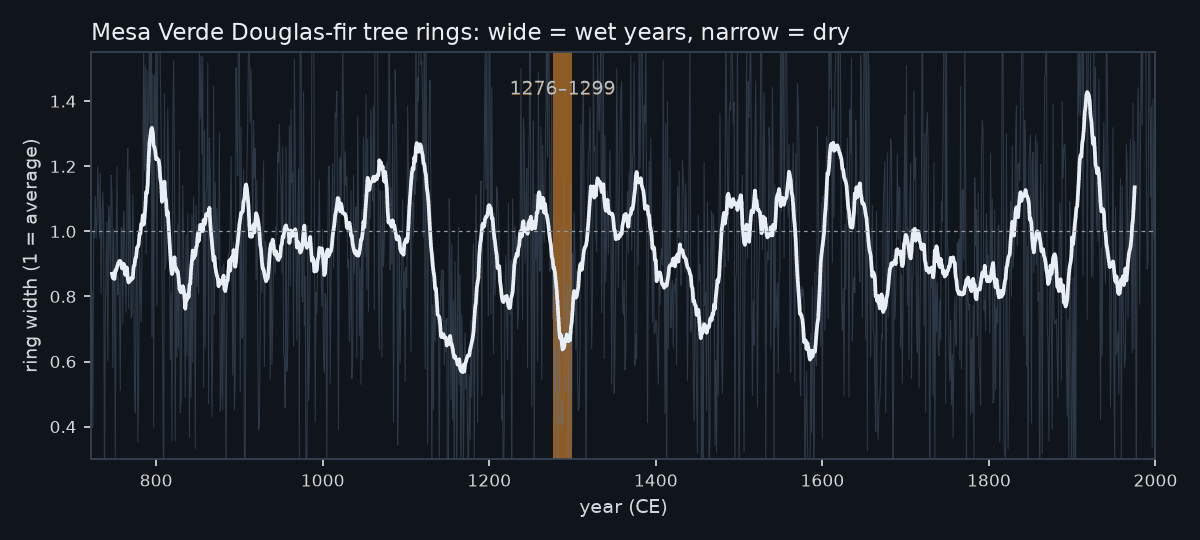 Mesa Verde Douglas-fir tree rings: wide = wet years, narrow = dry
1276–1299
ring width (1 = average)
1.4
1.2
1.0
0.8
0.6
0.4
800 1000 1200 1400 1600 1800 2000
year (CE)